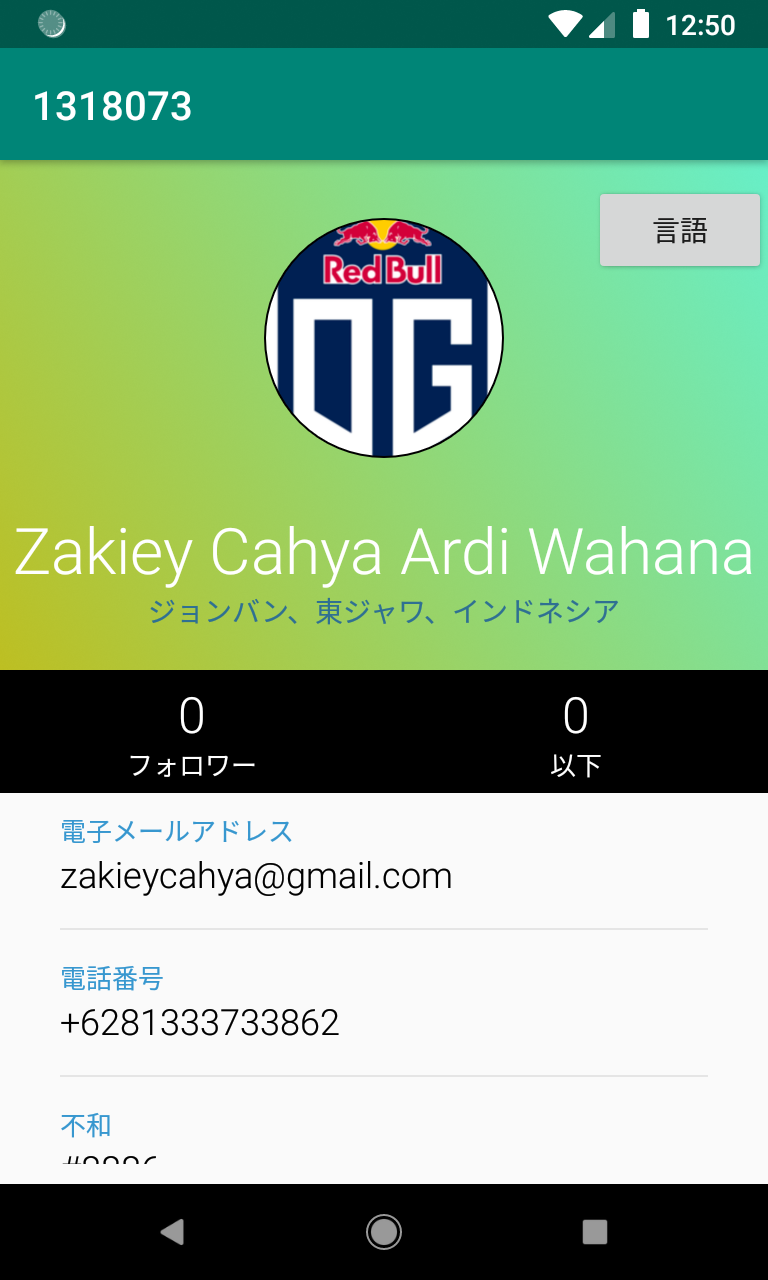 12:50
1318073
言語
Red Bull
OG
Zakiey Cahya Ardi Wahana
ジョンバン、東ジャワ、インドネシア
0 0
フォロワー 以下
電子メールアドレス
zakieycahya@gmail.com
電話番号
+6281333733862
不和